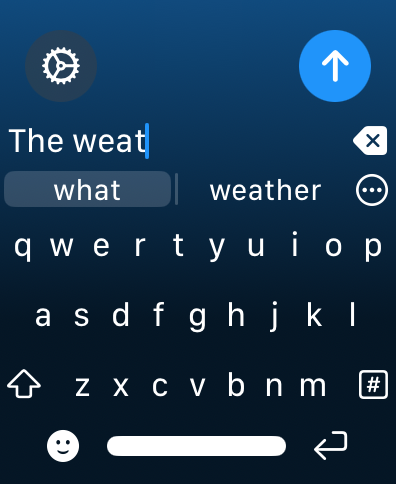 The weat
what weather
q w e r t y u i o p
a s d f g h j k l
z x c v b n m #